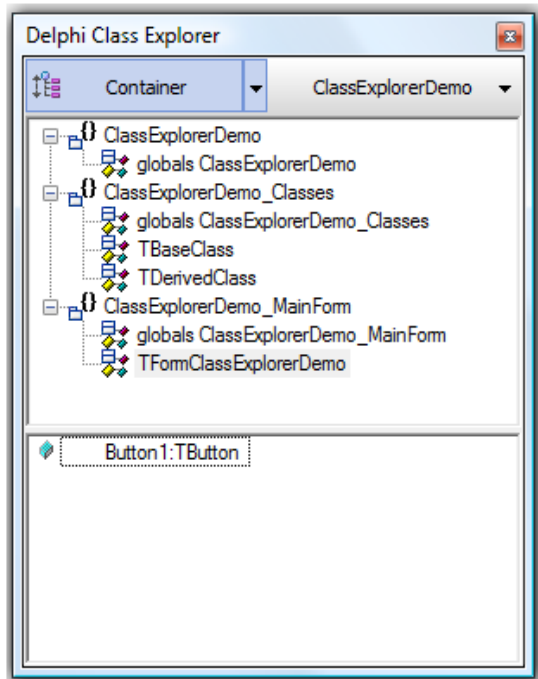 Delphi Class Explorer
Container ClassExplorerDemo
{} ClassExplorerDemo
globals ClassExplorerDemo
{} ClassExplorerDemo_Classes
globals ClassExplorerDemo_Classes
TBaseClass
TDerivedClass
{} ClassExplorerDemo_MainForm
globals ClassExplorerDemo_MainForm
TFormClassExplorerDemo
Button1:TButton